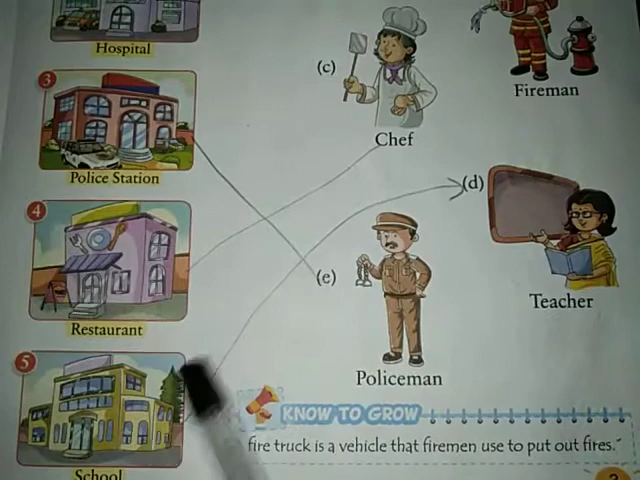 Hospital
3
Police Station
4
Restaurant
5
School
(c)
Chef
Fireman
(d)
Teacher
(e)
Policeman
KNOW TO GROW
fire truck is a vehicle that firemen use to put out fires.